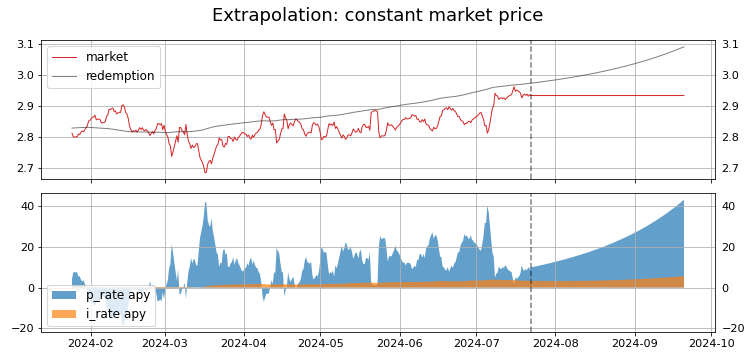 Extrapolation: constant market price
3.1 3.1
market
redemption
3.0 3.0
2.9 2.9
2.8 2.8
2.7 2.7
40 40
20 20
0 0
p_rate apy
i_rate apy
−20 −20
2024-02 2024-03 2024-04 2024-05 2024-06 2024-07 2024-08 2024-09 2024-10